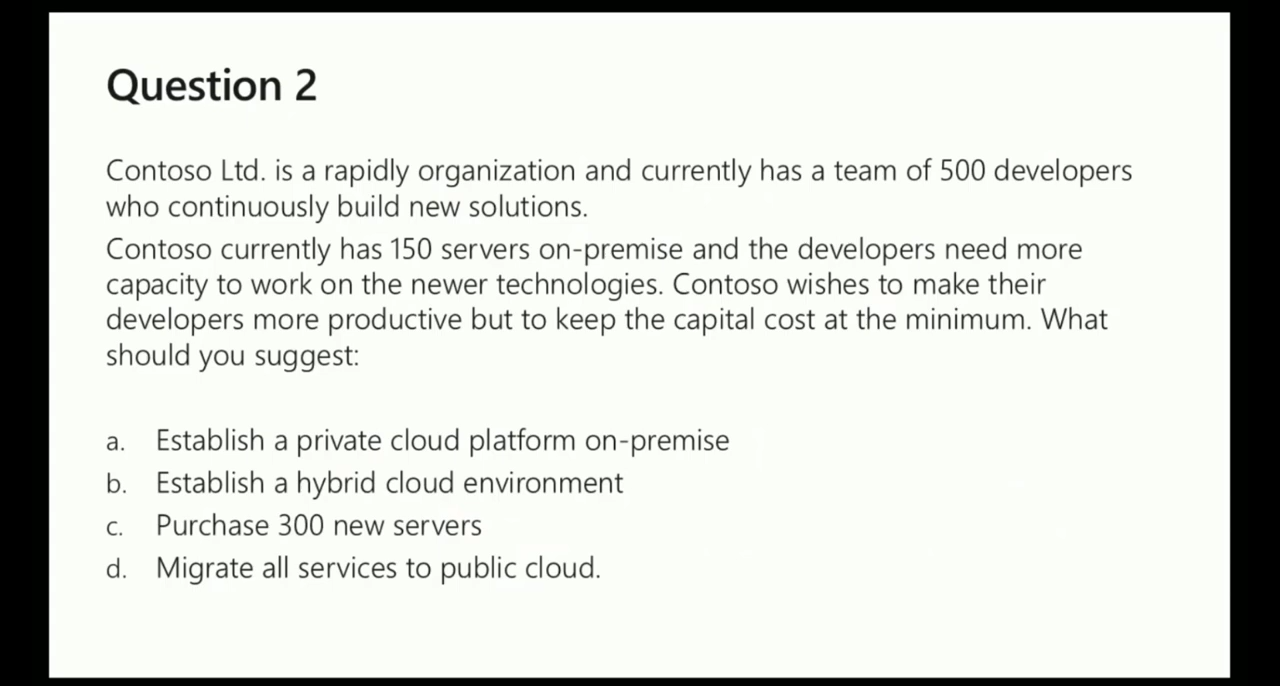 Question 2
Contoso Ltd. is a rapidly organization and currently has a team of 500 developers
who continuously build new solutions.
Contoso currently has 150 servers on-premise and the developers need more
capacity to work on the newer technologies. Contoso wishes to make their
developers more productive but to keep the capital cost at the minimum. What
should you suggest:
a. Establish a private cloud platform on-premise
b. Establish a hybrid cloud environment
c. Purchase 300 new servers
d. Migrate all services to public cloud.